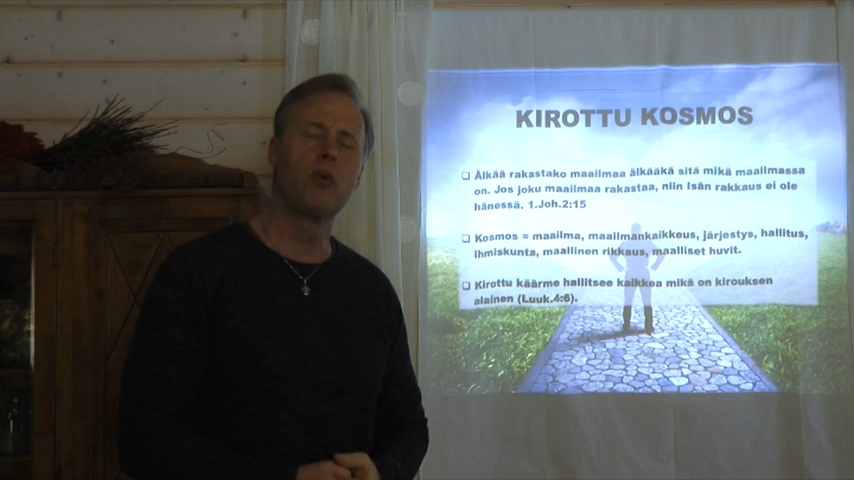 KIROTTU KOSMOS
❑ Älkää rakastako maailmaa älkääkä sitä mikä maailmassa
on. Jos joku maailmaa rakastaa, niin Isän rakkaus ei ole
hänessä. 1.Joh.2:15
❑ Kosmos = maailma, maailmankaikkeus, järjestys, hallitus,
ihmiskunta, maallinen rikkaus, maalliset huvit.
❑ Kirottu käärme hallitsee kaikkea mikä on kirouksen
alainen (Luuk.4:6).